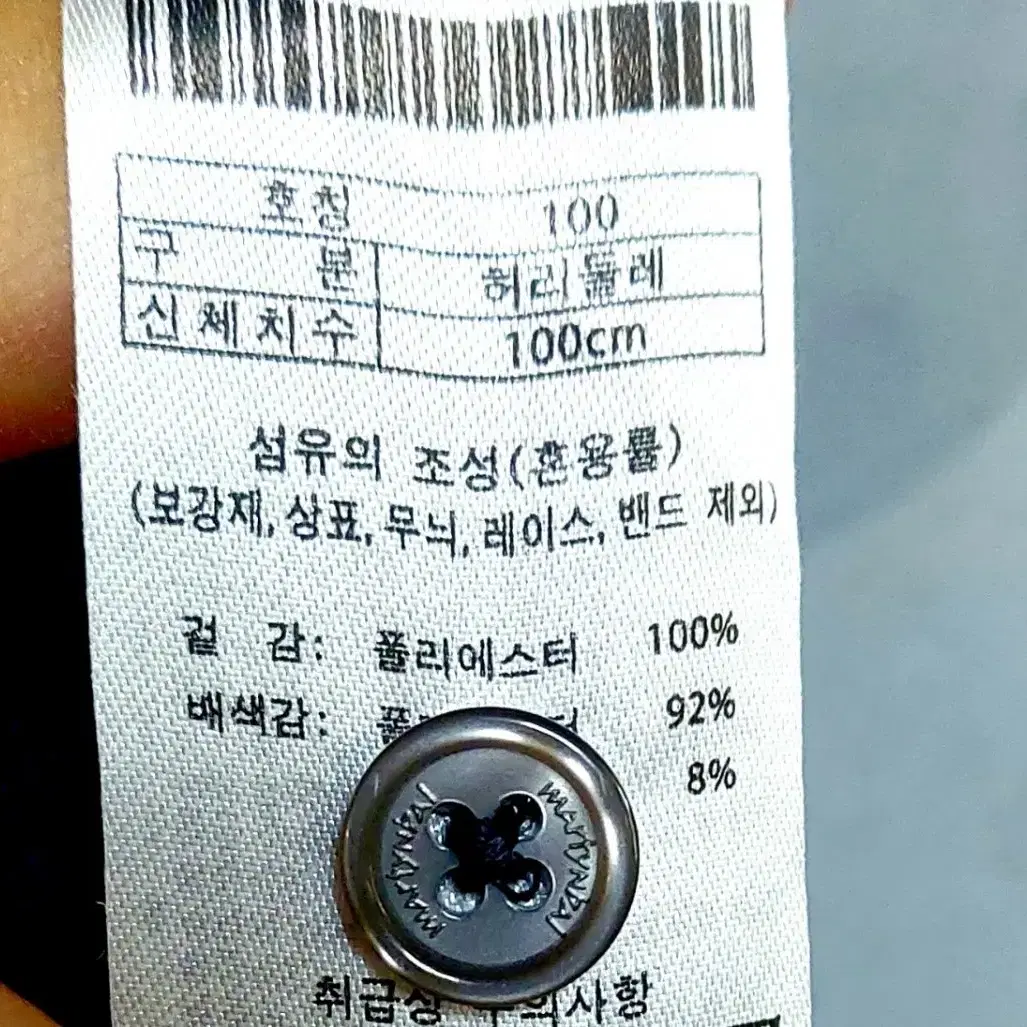 호칭 100
구 분 허리둘레
신체치수 100cm
섬유의 조성(혼용률)
(보강재, 상표, 무늬, 레이스, 밴드 제외)
겉 감: 폴리에스터 100%
배색감: 92%
8%
취급상 주의사항